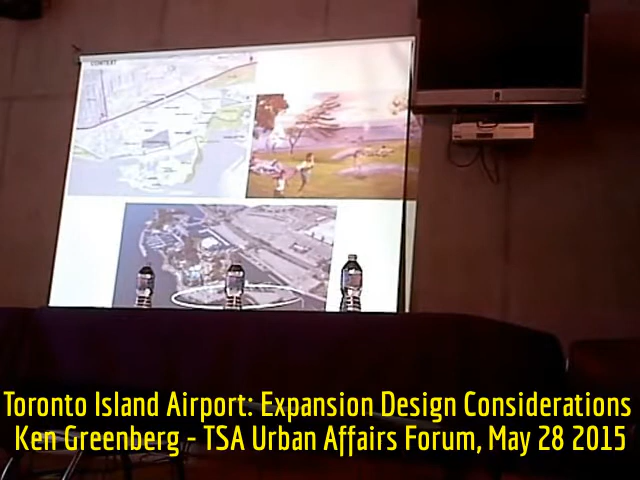 CONTEXT
Toronto Island Airport: Expansion Design Considerations
Ken Greenberg - TSA Urban Affairs Forum, May 28 2015